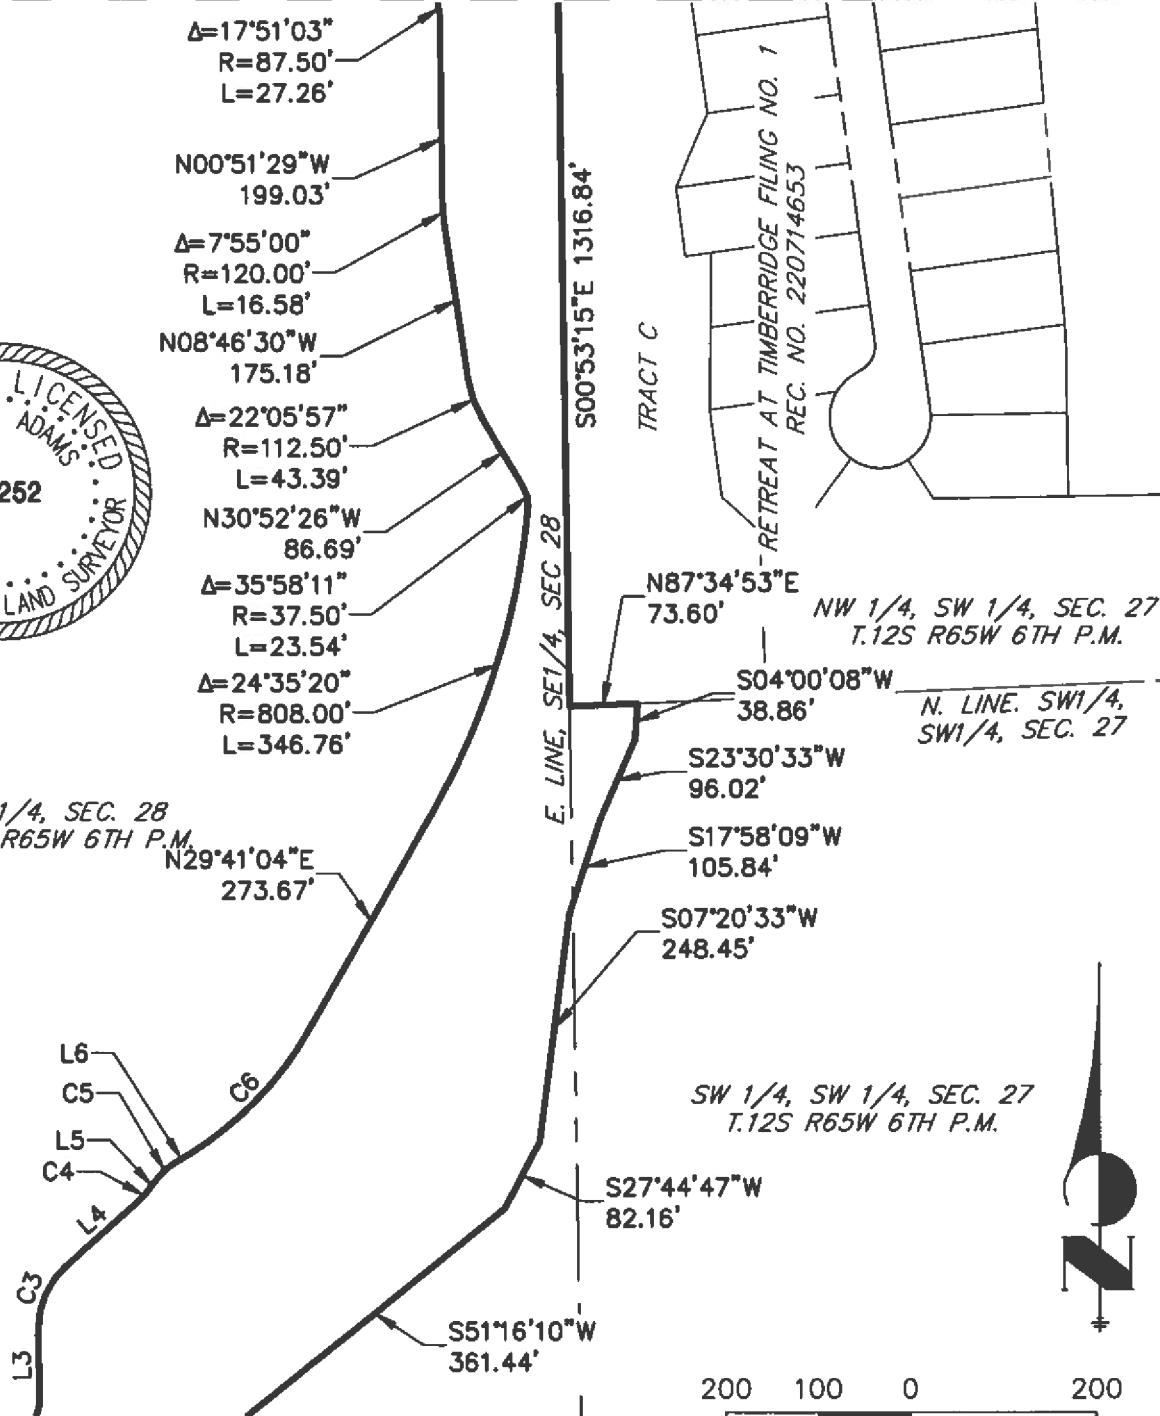 Δ=17°51'03"
R=87.50'
L=27.26'
N00°51'29"W
199.03'
Δ=7°55'00"
R=120.00'
L=16.58'
N08°46'30"W
175.18'
Δ=22°05'57"
R=112.50'
L=43.39'
N30°52'26"W
86.69'
Δ=35°58'11"
R=37.50'
L=23.54'
Δ=24°35'20"
R=808.00'
L=346.76'
LICENSED
ADAMS
252
LAND SURVEYOR
1/4, SEC. 28
R65W 6TH P.M.
N29°41'04"E
273.67'
L6
C5
L5
C4
C6
L4
C3
L3
S00°53'15"E 1316.84'
E. LINE, SE1/4, SEC 28
TRACT C
RETREAT AT TIMBERRIDGE FILING NO. 1
REC. NO. 220714653
N87°34'53"E
73.60'
NW 1/4, SW 1/4, SEC. 27
T.12S R65W 6TH P.M.
S04°00'08"W
38.86'
N. LINE. SW1/4,
SW1/4, SEC. 27
S23°30'33"W
96.02'
S17°58'09"W
105.84'
S07°20'33"W
248.45'
SW 1/4, SW 1/4, SEC. 27
T.12S R65W 6TH P.M.
S27°44'47"W
82.16'
S51°16'10"W
361.44'
N
200 100 0 200